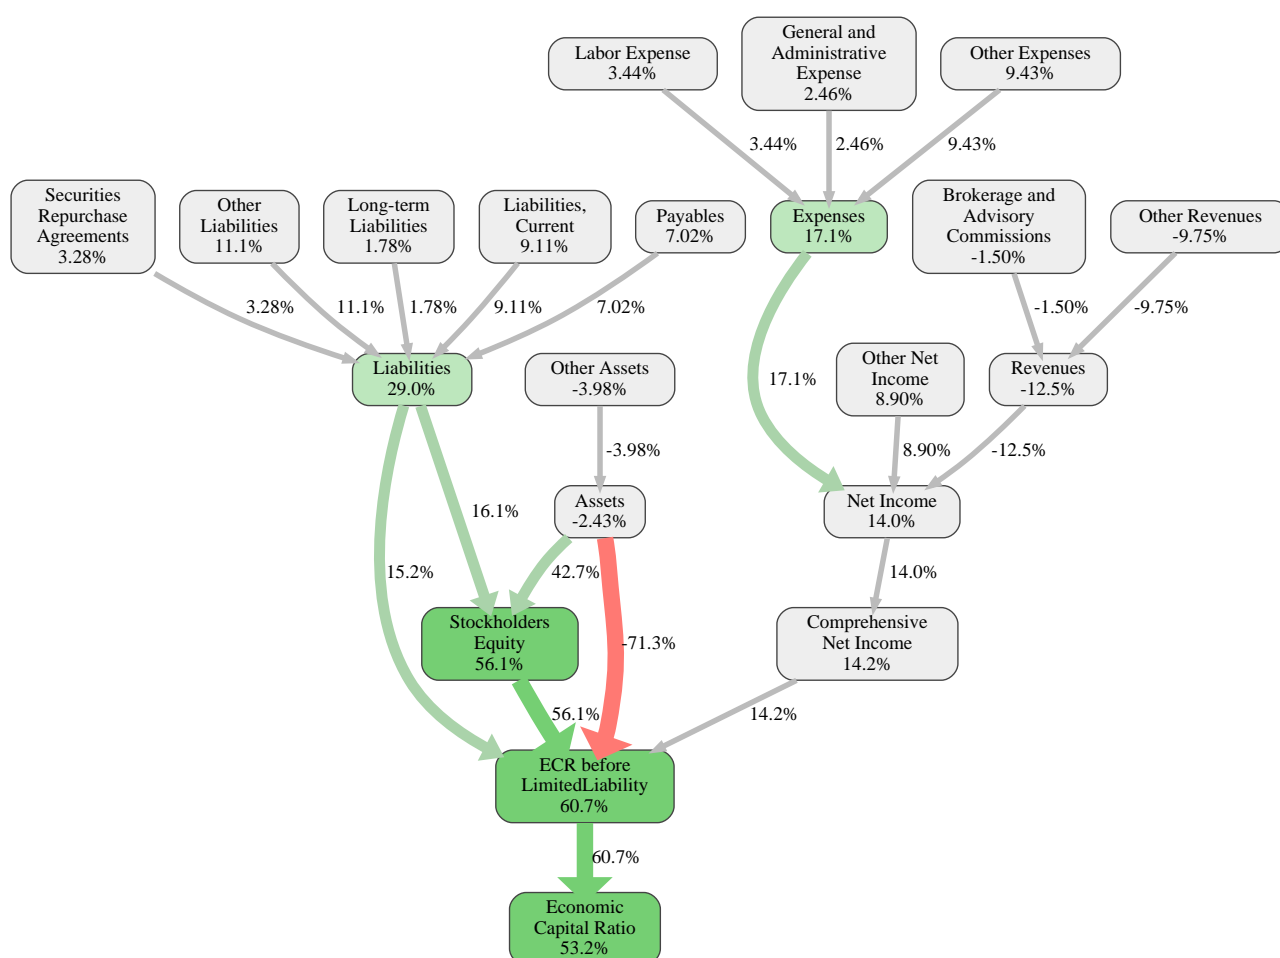 Labor Expense
3.44%
General and
Administrative
Expense
2.46%
Other Expenses
9.43%
3.44%
2.46%
9.43%
Securities
Repurchase
Agreements
3.28%
Other
Liabilities
11.1%
Long-term
Liabilities
1.78%
Liabilities,
Current
9.11%
Payables
7.02%
Expenses
17.1%
Brokerage and
Advisory
Commissions
-1.50%
Other Revenues
-9.75%
3.28%
11.1%
1.78%
9.11%
7.02%
-1.50%
-9.75%
Liabilities
29.0%
Other Assets
-3.98%
17.1%
Other Net
Income
8.90%
Revenues
-12.5%
-3.98%
8.90%
-12.5%
Assets
-2.43%
Net Income
14.0%
16.1%
15.2%
42.7%
14.0%
Stockholders
Equity
56.1%
-71.3%
Comprehensive
Net Income
14.2%
56.1%
14.2%
ECR before
LimitedLiability
60.7%
60.7%
Economic
Capital Ratio
53.2%